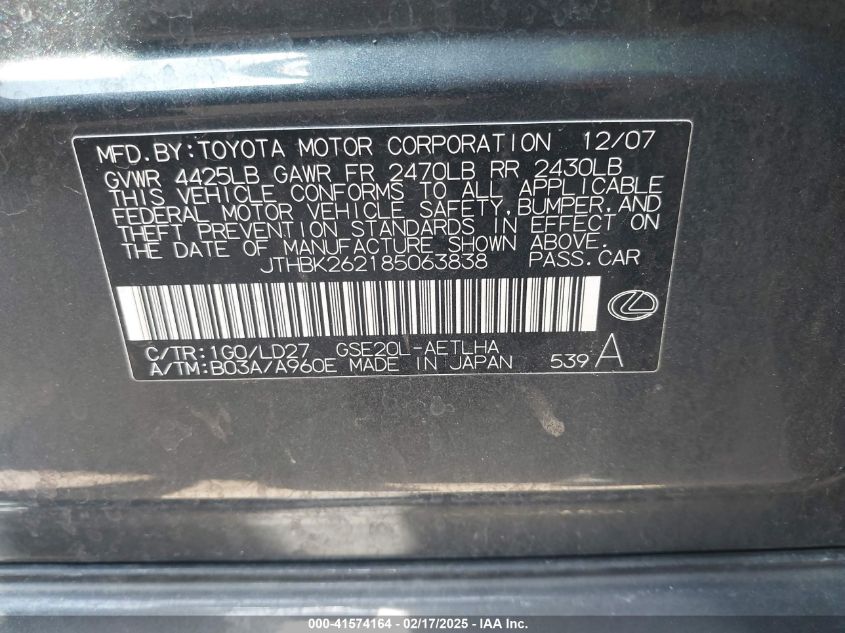 MFD.BY:TOYOTA MOTOR CORPORATION 12/07
GVWR 4425LB GAWR FR 2470LB RR 2430LB
THIS VEHICLE CONFORMS TO ALL APPLICABLE
FEDERAL MOTOR VEHICLE SAFETY,BUMPER,AND
THEFT PREVENTION STANDARDS IN EFFECT ON
THE DATE OF MANUFACTURE SHOWN ABOVE.
JTHBK262185063838 PASS.CAR
C/TR:1G0/LD27 GSE20L-AETLHA
A/TM:B03A/A960E MADE IN JAPAN 539 A
000-41574164 - 02/17/2025 - IAA Inc.